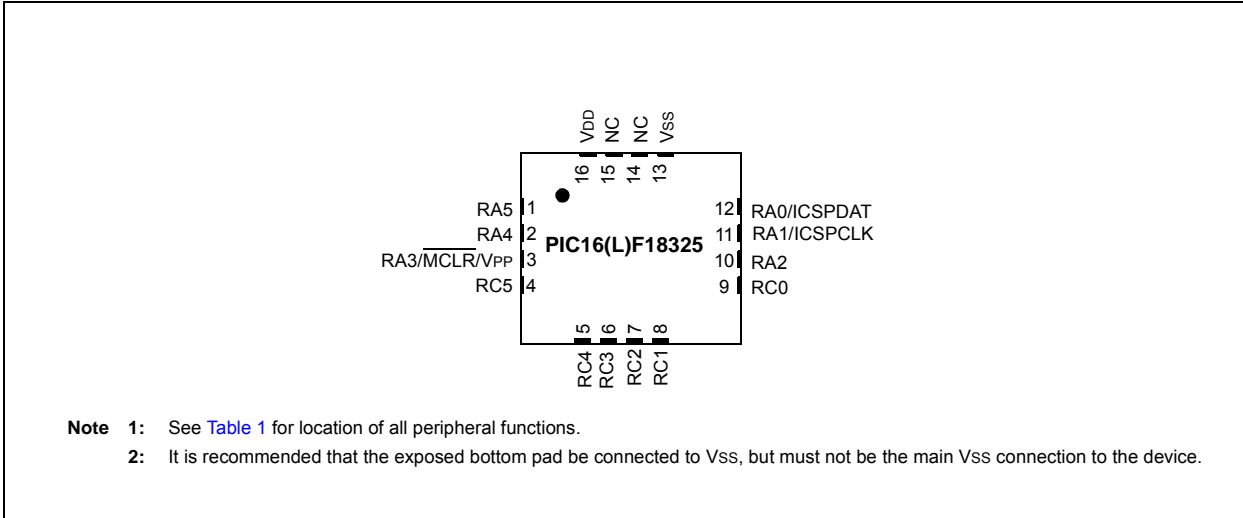 VDD NC NC VSS
16 15 14 13
RA5 1
RA4 2
RA3/MCLR/VPP 3
RC5 4
PIC16(L)F18325
12 RA0/ICSPDAT
11 RA1/ICSPCLK
10 RA2
9 RC0
5 6 7 8
RC4 RC3 RC2 RC1
Note 1: See Table 1 for location of all peripheral functions.
2: It is recommended that the exposed bottom pad be connected to VSS, but must not be the main VSS connection to the device.